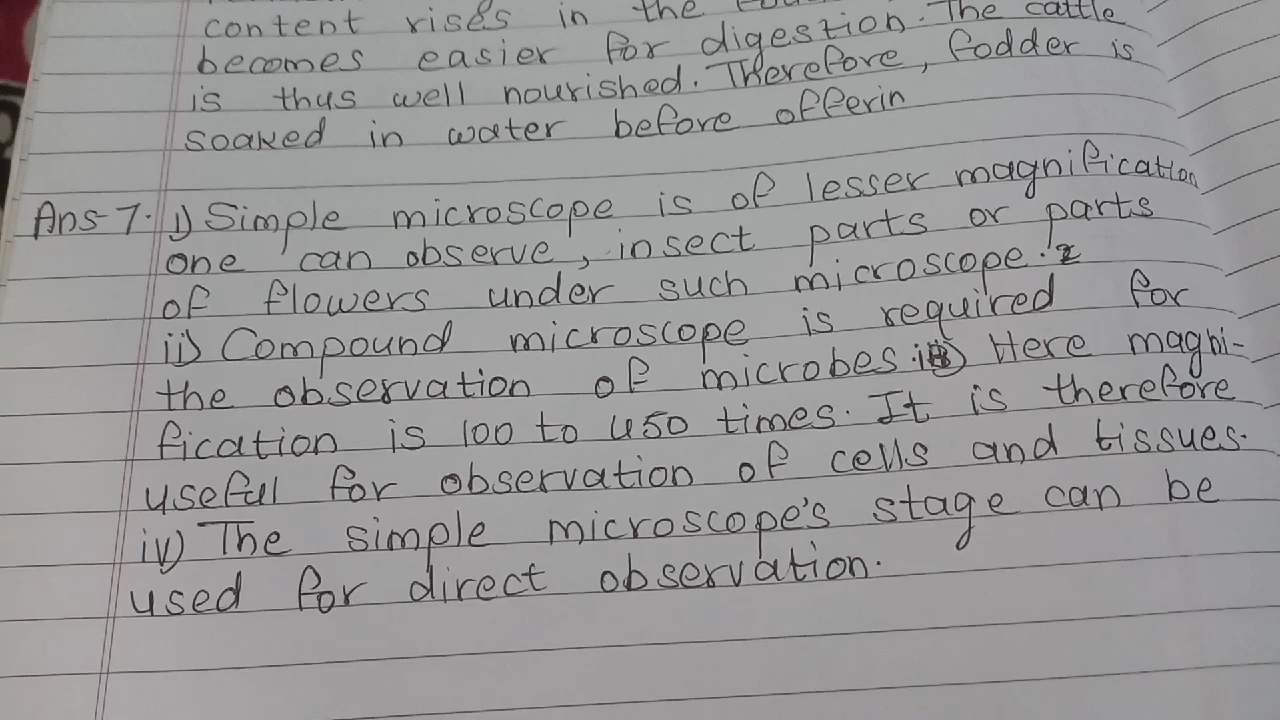 content rises in the
becomes easier for digestion. The cattle
is thus well nourished. Therefore, fodder is
soaked in water before offerin
Ans-7. i) Simple microscope is of lesser magnification
one can observe, insect parts or parts
of flowers under such microscope.
ii) Compound microscope is required for
the observation of microbes. Here magni-
fication is 100 to 450 times. It is therefore
useful for observation of cells and tissues.
iv) The simple microscope's stage can be
used for direct observation.